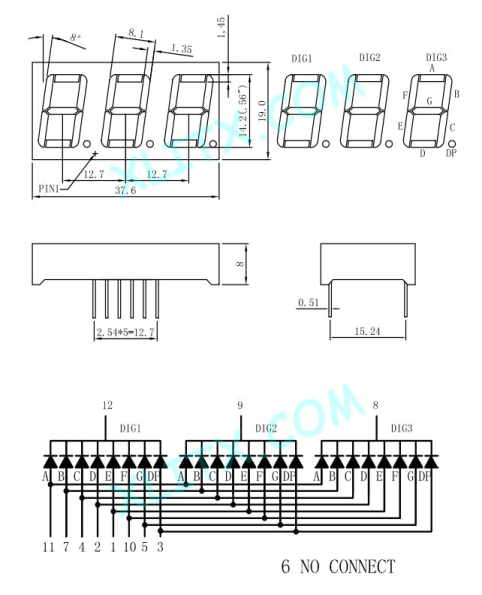 8° 8.1 1.35 1.45
DIG1 DIG2 DIG3
A
F B
G
E C
D DP
14.2(.56") 19.0
12.7 12.7
PIN1
37.6
XLITX.COM
8
2.54*5=12.7
0.51
15.24
12 9 8
DIG1 DIG2 DIG3
A B C D E F G DP A B C D E F G DP A B C D E F G DP
XLITX.COM
11 7 4 2 1 10 5 3
6 NO CONNECT